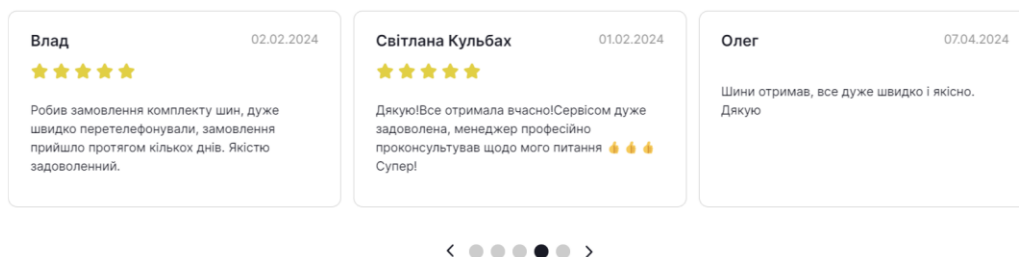 Влад 02.02.2024
Робив замовлення комплекту шин, дуже
швидко перетелефонували, замовлення
прийшло протягом кількох днів. Якістю
задоволенний.
Світлана Кульбах 01.02.2024
Дякую!Все отримала вчасно!Сервісом дуже
задоволена, менеджер професійно
проконсультував щодо мого питання 👍👍👍
Супер!
Олег 07.04.2024
Шини отримав, все дуже швидко і якісно.
Дякую